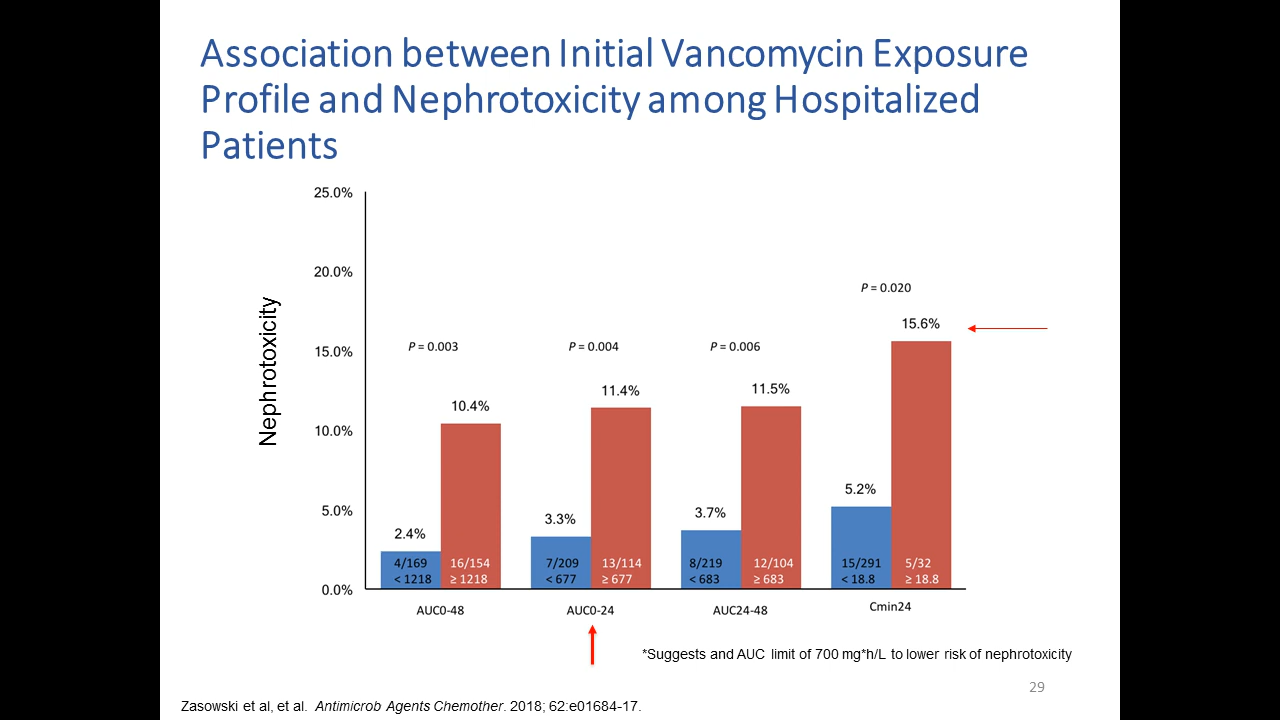 Association between Initial Vancomycin Exposure
Profile and Nephrotoxicity among Hospitalized
Patients
25.0%
20.0%
15.0%
10.0%
5.0%
0.0%
Nephrotoxicity
P = 0.003
P = 0.004
P = 0.006
P = 0.020
2.4%
10.4%
3.3%
11.4%
3.7%
11.5%
5.2%
15.6%
4/169
< 1218
16/154
≥ 1218
7/209
< 677
13/114
≥ 677
8/219
< 683
12/104
≥ 683
15/291
< 18.8
5/32
≥ 18.8
AUC0-48
AUC0-24
AUC24-48
Cmin24
*Suggests and AUC limit of 700 mg*h/L to lower risk of nephrotoxicity
29
Zasowski et al, et al. Antimicrob Agents Chemother. 2018; 62:e01684-17.